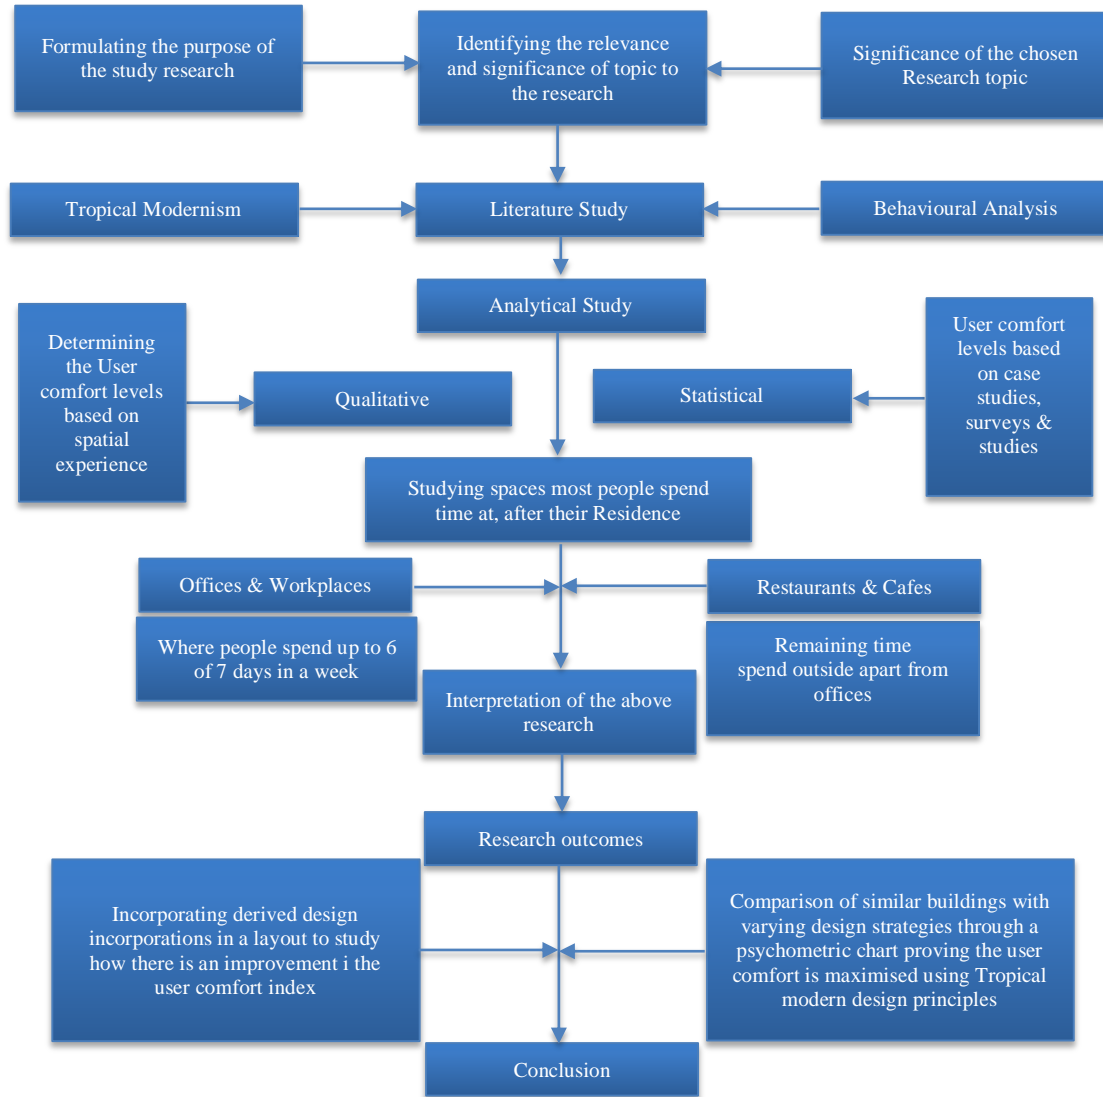 Formulating the purpose of
the study research
Identifying the relevance
and significance of topic to
the research
Significance of the chosen
Research topic
Tropical Modernism
Literature Study
Behavioural Analysis
Analytical Study
Determining
the User
comfort levels
based on
spatial
experience
Qualitative
Statistical
User comfort
levels based
on case
studies,
surveys &
studies
Studying spaces most people spend
time at, after their Residence
Offices & Workplaces
Restaurants & Cafes
Where people spend up to 6
of 7 days in a week
Remaining time
spend outside apart from
offices
Interpretation of the above
research
Research outcomes
Incorporating derived design
incorporations in a layout to study
how there is an improvement i the
user comfort index
Comparison of similar buildings with
varying design strategies through a
psychometric chart proving the user
comfort is maximised using Tropical
modern design principles
Conclusion